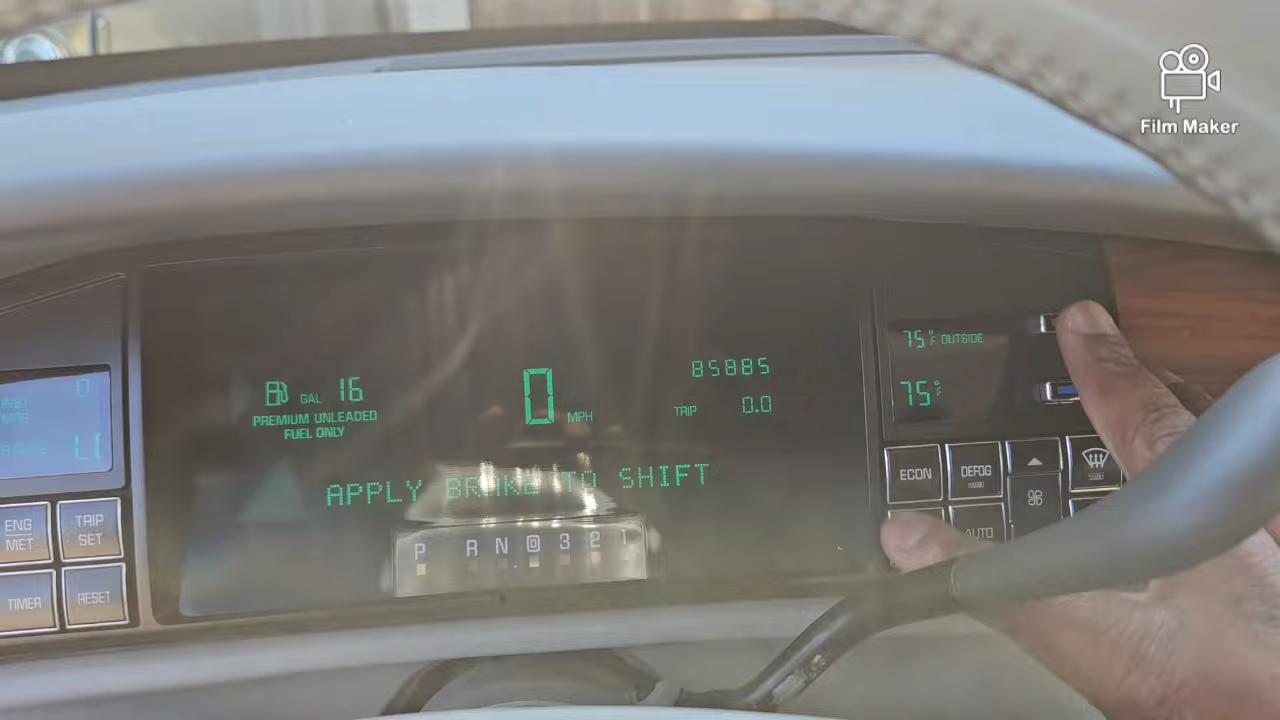 Film Maker
GAL 16
PREMIUM UNLEADED
FUEL ONLY
0 MPH
85885
TRIP 0.0
75°F OUTSIDE
75°F
APPLY BRAKE TO SHIFT
P R N D 3 2 1
0
ENG
MET
TRIP
SET
TIMER
RESET
ECON
DEFOG
AUTO